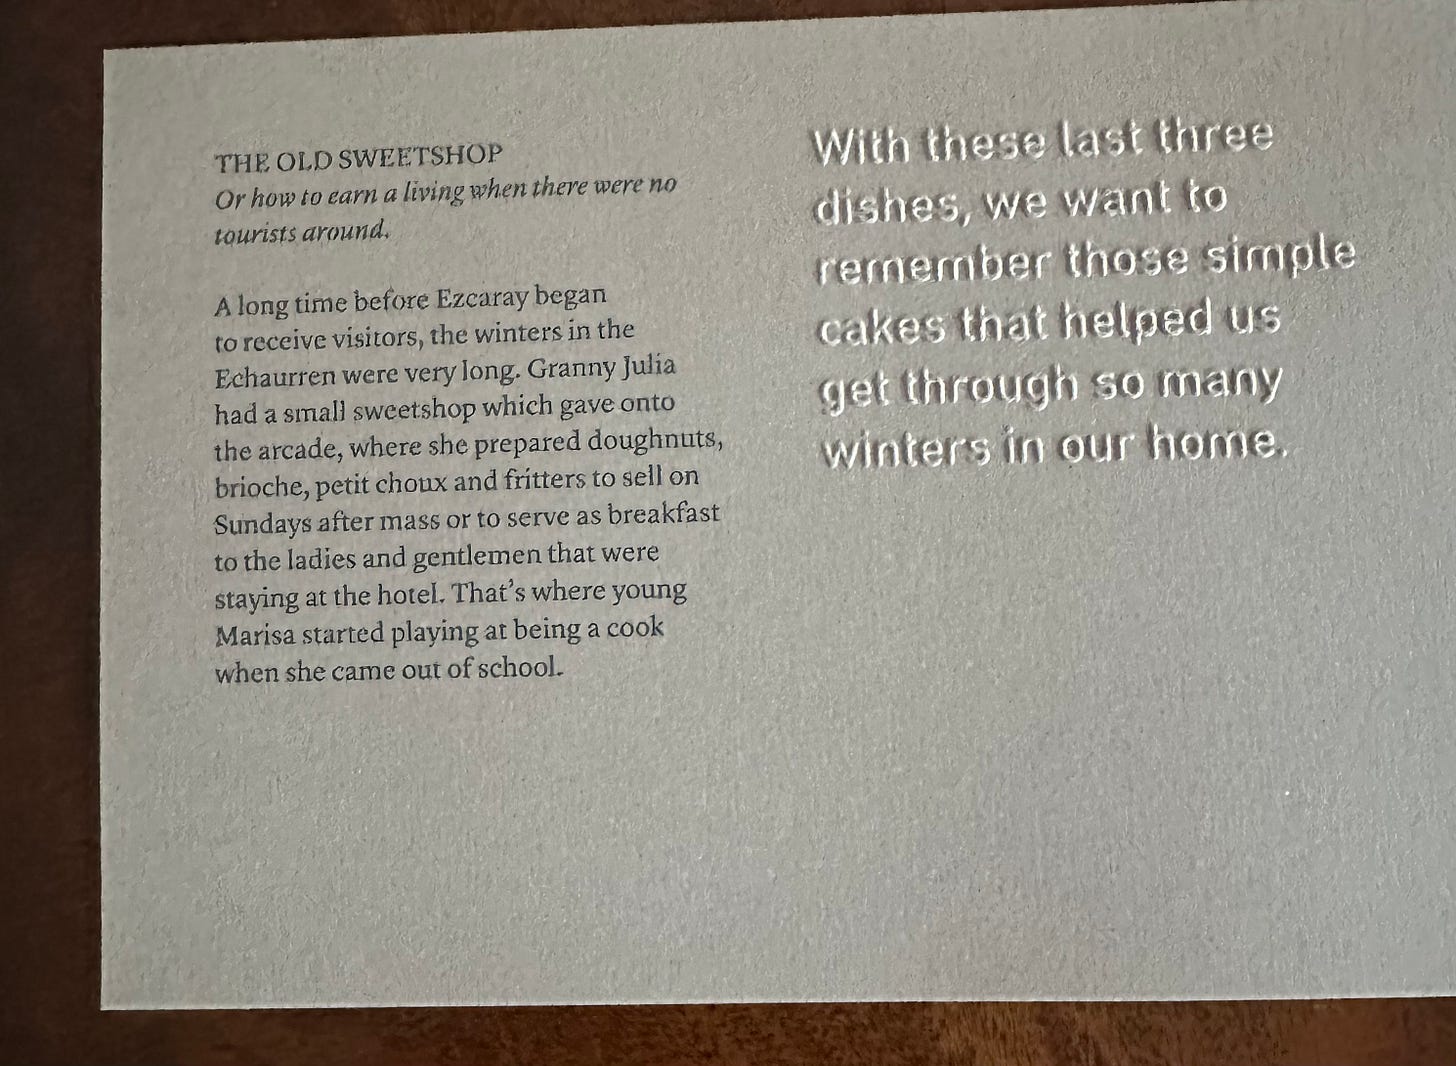 THE OLD SWEETSHOP
Or how to earn a living when there were no
tourists around.
A long time before Ezcaray began
to receive visitors, the winters in the
Echaurren were very long. Granny Julia
had a small sweetshop which gave onto
the arcade, where she prepared doughnuts,
brioche, petit choux and fritters to sell on
Sundays after mass or to serve as breakfast
to the ladies and gentlemen that were
staying at the hotel. That's where young
Marisa started playing at being a cook
when she came out of school.
With these last three
dishes, we want to
remember those simple
cakes that helped us
get through so many
winters in our home.